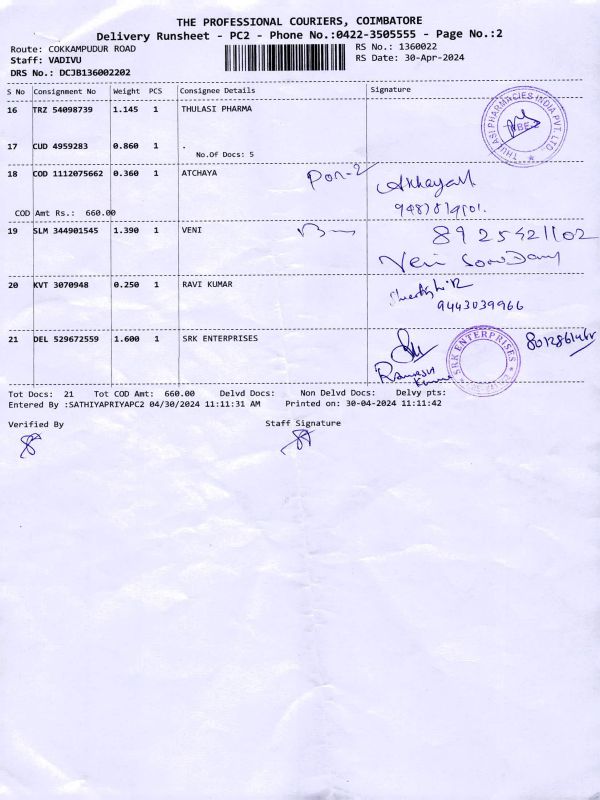 THE PROFESSIONAL COURIERS, COIMBATORE
Delivery Runsheet - PC2 - Phone No.:0422-3505555 - Page No.:2
Route: COKKAMPUDUR ROAD RS No.: 1360022
Staff: VADIVU RS Date: 30-Apr-2024
DRS No.: DCJB136002202
S No Consignment No Weight PCS Consignee Details Signature
16 TRZ 54098739 1.145 1 THULASI PHARMA
THULASI PHARMACIES INDIA PVT. LTD
17 CUD 4959283 0.860 1 .
No.Of Docs: 5
18 COD 1112075662 0.360 1 ATCHAYA
COD Amt Rs.: 660.00
19 SLM 344901545 1.390 1 VENI
8925421102
Veni
20 KVT 3070948 0.250 1 RAVI KUMAR
9443039966
21 DEL 529672559 1.600 1 SRK ENTERPRISES
SRK ENTERPRISES
Tot Docs: 21 Tot COD Amt: 660.00 Delvd Docs: Non Delvd Docs: Delvy pts:
Entered By :SATHIYAPRIYAPC2 04/30/2024 11:11:31 AM Printed on: 30-04-2024 11:11:42
Verified By Staff Signature